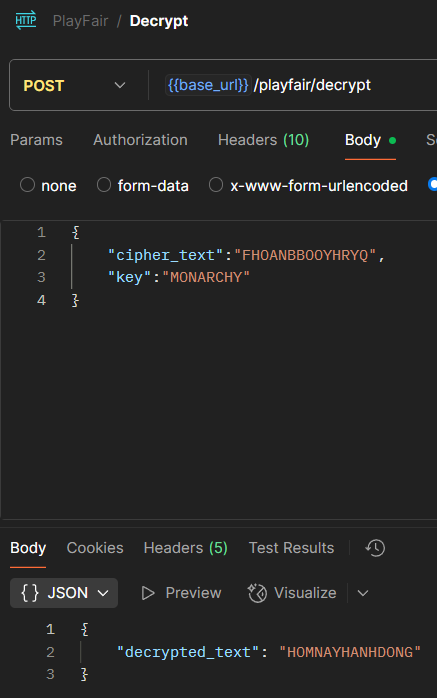 HTTP PlayFair / Decrypt
POST {{base_url}} /playfair/decrypt
Params Authorization Headers (10) Body
none form-data x-www-form-urlencoded
1 {
2 "cipher_text":"FHOANBBOOYHRYQ",
3 "key":"MONARCHY"
4 }
Body Cookies Headers (5) Test Results
{} JSON Preview Visualize
1 {
2 "decrypted_text": "HOMNAYHANHDONG"
3 }